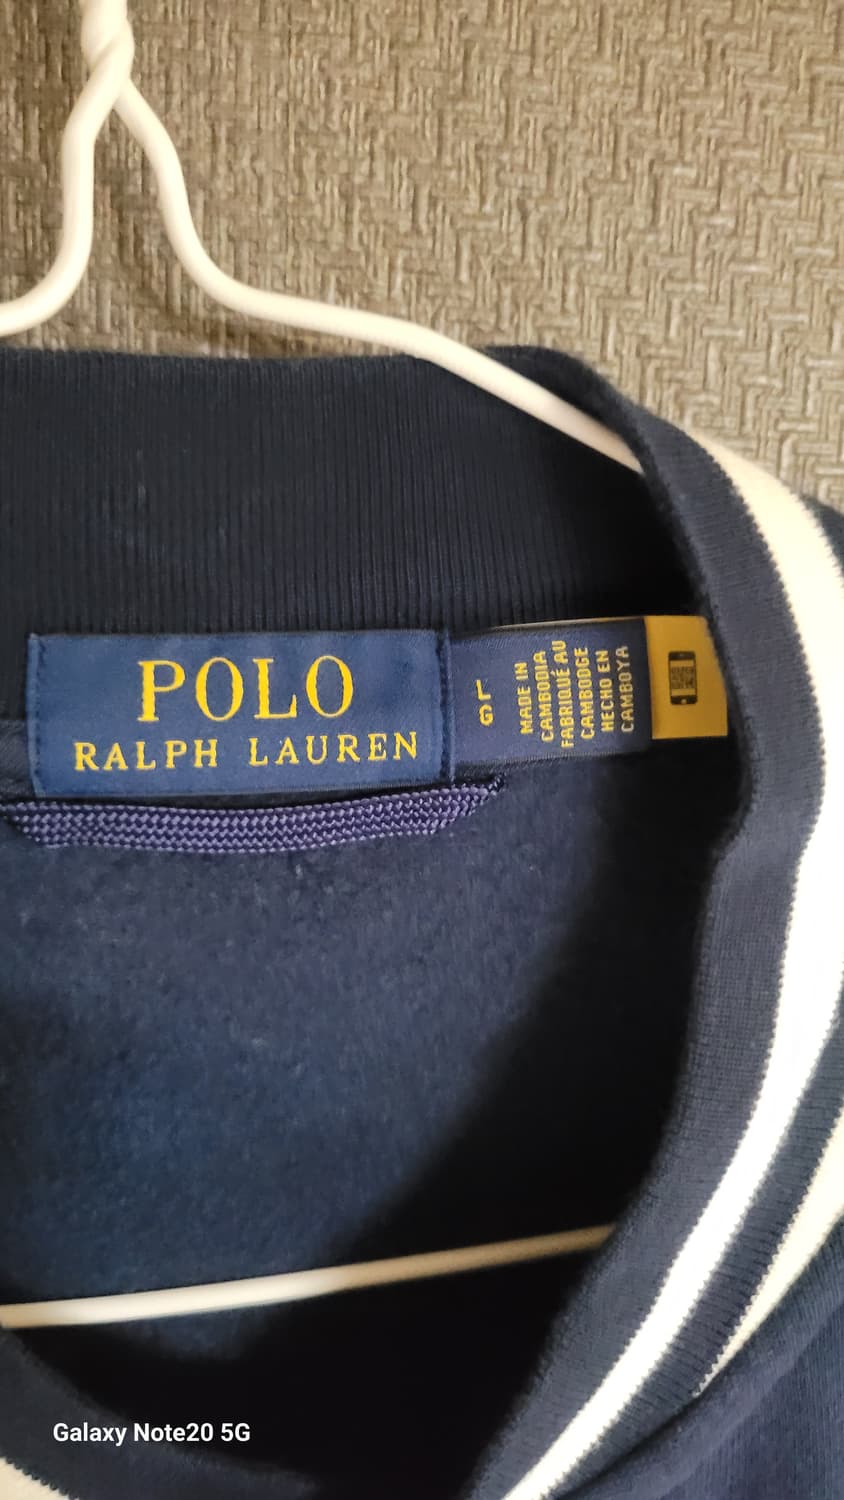 POLO
RALPH LAUREN
L
G
MADE IN
CAMBODIA
FABRIQUÉ AU
CAMBODGE
HECHO EN
CAMBOYA
Galaxy Note20 5G